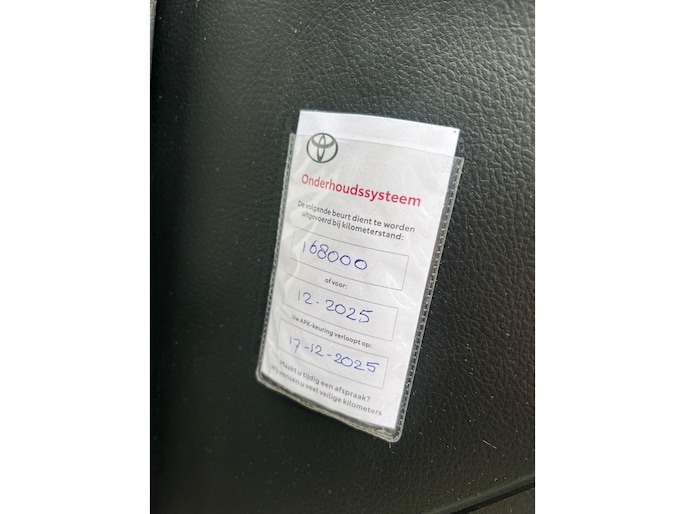 Onderhoudssysteem
De volgende beurt dient te worden
uitgevoerd bij kilometerstand:
168000
of voor:
12-2025
Uw APK-keuring verloopt op:
17-12-2025
Maakt u tijdig een afspraak?
Wij wensen u veel veilige kilometers